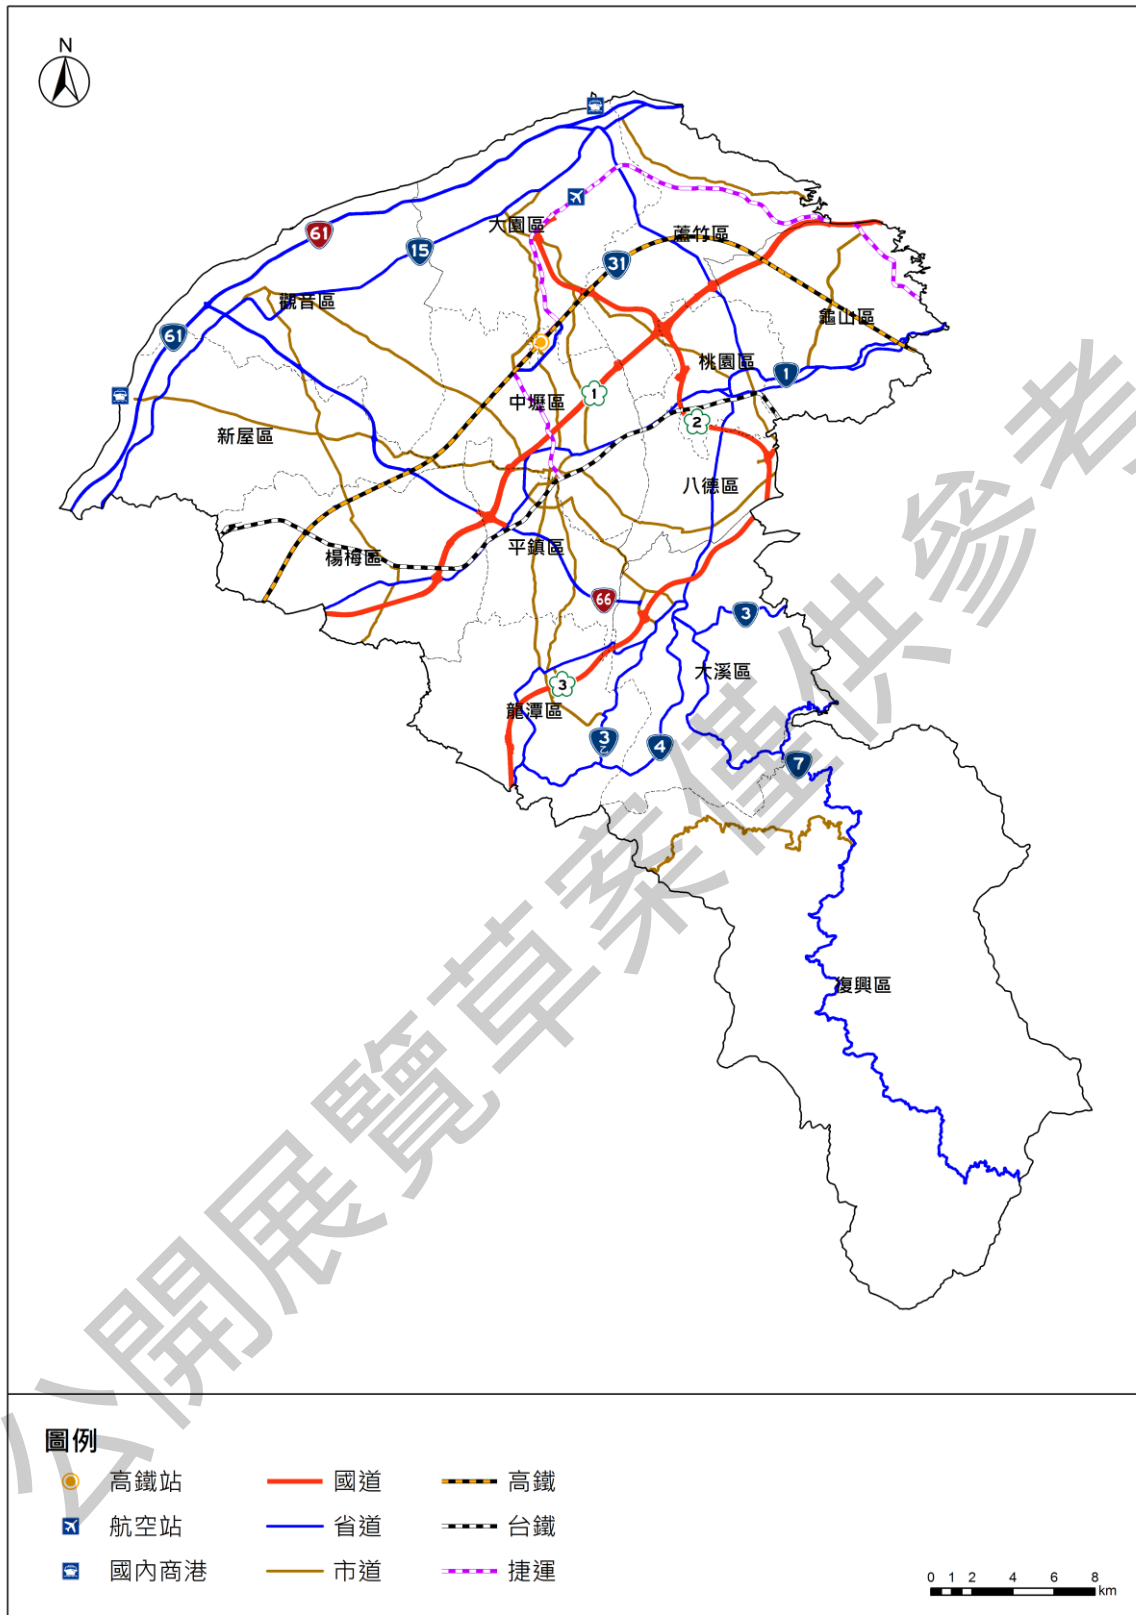 N
大園區
蘆竹區
61
15
31
觀音區
龜山區
61
桃園區
1
中壢區
1
2
新屋區
八德區
平鎮區
楊梅區
66
3
大溪區
3
龍潭區
3乙
4
7
復興區
公開展覽草案僅供參考
圖例
高鐵站
國道
高鐵
航空站
省道
台鐵
國內商港
市道
捷運
0 1 2 4 6 8
km